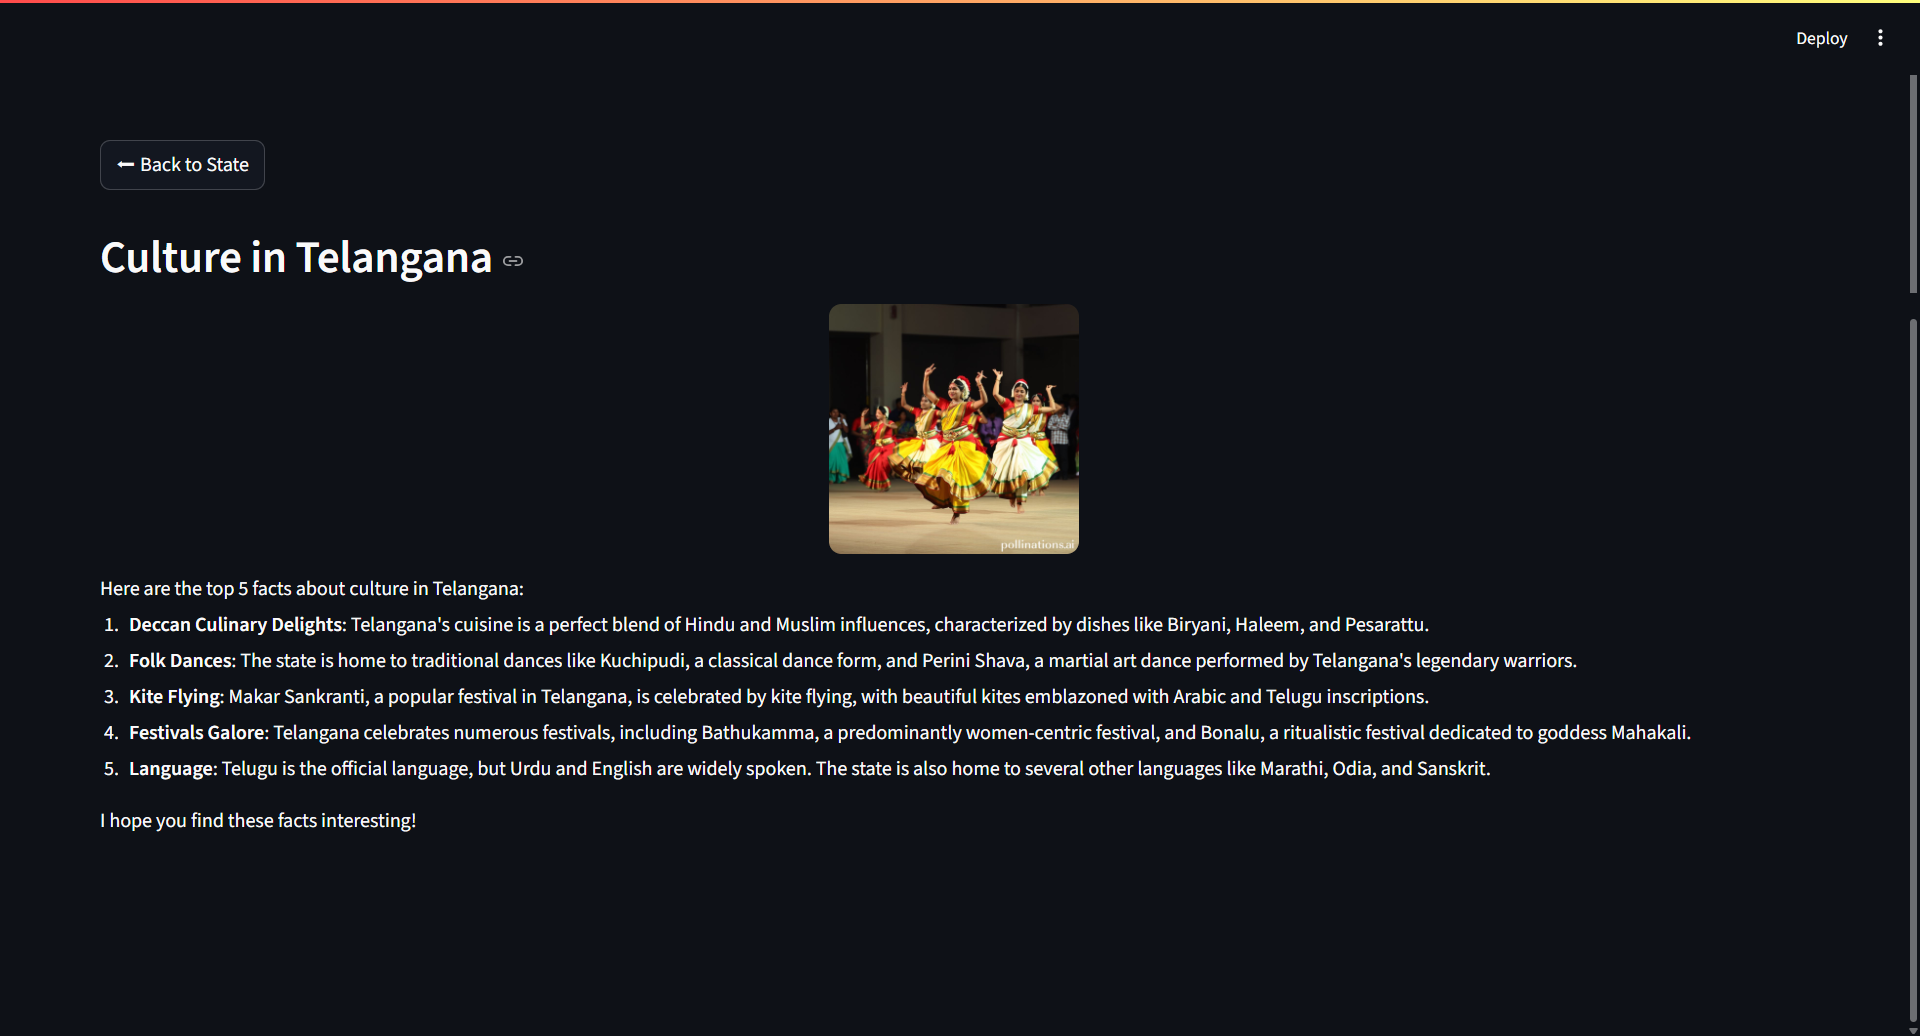 Deploy
Back to State
Culture in Telangana
pollinations.ai
Here are the top 5 facts about culture in Telangana:
1. Deccan Culinary Delights: Telangana's cuisine is a perfect blend of Hindu and Muslim influences, characterized by dishes like Biryani, Haleem, and Pesarattu.
2. Folk Dances: The state is home to traditional dances like Kuchipudi, a classical dance form, and Perini Shava, a martial art dance performed by Telangana's legendary warriors.
3. Kite Flying: Makar Sankranti, a popular festival in Telangana, is celebrated by kite flying, with beautiful kites emblazoned with Arabic and Telugu inscriptions.
4. Festivals Galore: Telangana celebrates numerous festivals, including Bathukamma, a predominantly women-centric festival, and Bonalu, a ritualistic festival dedicated to goddess Mahakali.
5. Language: Telugu is the official language, but Urdu and English are widely spoken. The state is also home to several other languages like Marathi, Odia, and Sanskrit.
I hope you find these facts interesting!